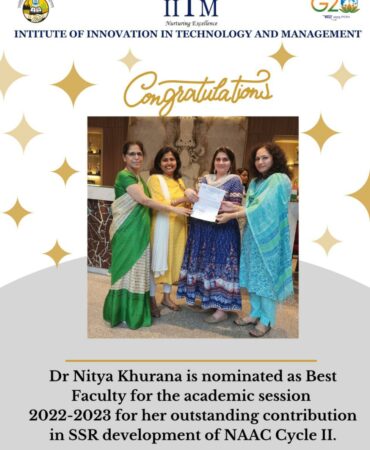 IITM
Nurturing Excellence
G20
INTITUTE OF INNOVATION IN TECHNOLOGY AND MANAGEMENT
Congratulations
Dr Nitya Khurana is nominated as Best
Faculty for the academic session
2022-2023 for her outstanding contribution
in SSR development of NAAC Cycle II.